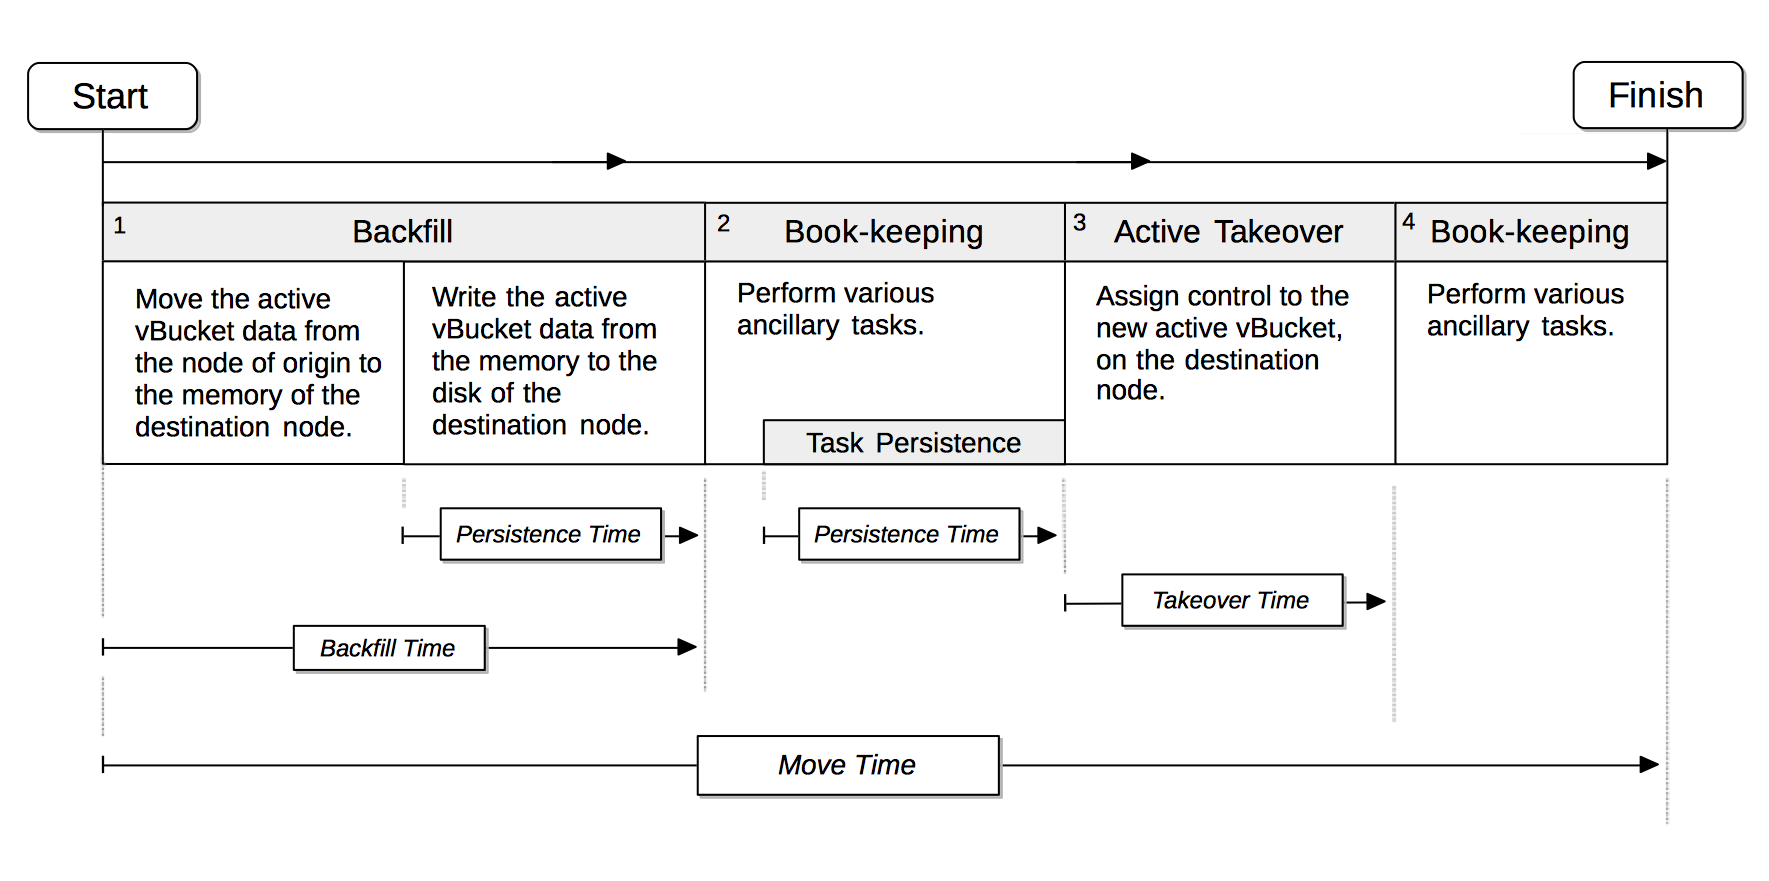 Start
Finish
1
Backfill
2
Book-keeping
3
Active Takeover
4
Book-keeping
Move the active
vBucket data from
the node of origin to
the memory of the
destination node.
Write the active
vBucket data from
the memory to the
disk of the
destination node.
Perform various
ancillary tasks.
Task Persistence
Assign control to the
new active vBucket,
on the destination
node.
Perform various
ancillary tasks.
Persistence Time
Persistence Time
Takeover Time
Backfill Time
Move Time